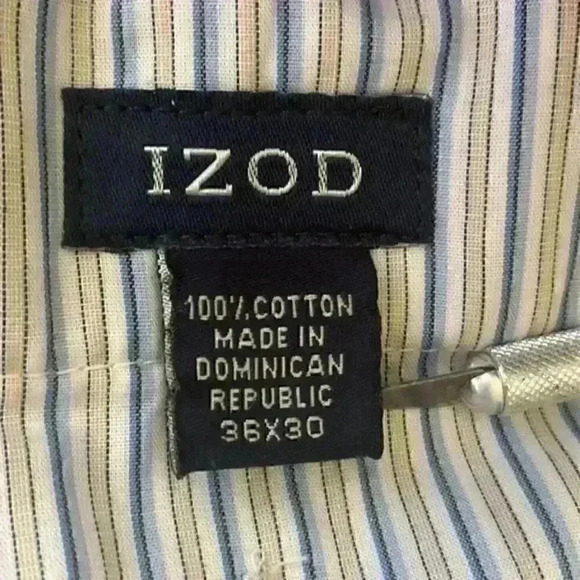 IZOD
100% COTTON
MADE IN
DOMINICAN
REPUBLIC
36X30